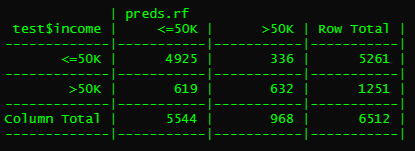 | preds.rf
test$income | <=50K | >50K | Row Total |
-------------|-----------|-----------|-----------|
<=50K | 4925 | 336 | 5261 |
-------------|-----------|-----------|-----------|
>50K | 619 | 632 | 1251 |
-------------|-----------|-----------|-----------|
Column Total | 5544 | 968 | 6512 |
-------------|-----------|-----------|-----------|